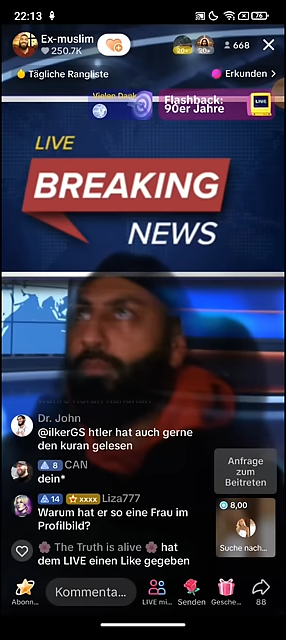 22:13
76
Ex-muslim
250.7K
20+
20+
668
Tägliche Rangliste
Erkunden
Vielen Dank
Flashback:
90er Jahre
LIVE
LIVE
BREAKING
NEWS
Dr. John
@ilkerGS htler hat auch gerne
den kuran gelesen
8 CAN
dein*
14 xxxx Liza777
Warum hat er so eine Frau im
Profilbild?
The Truth is alive hat
dem LIVE einen Like gegeben
Anfrage
zum
Beitreten
8,00
Suche nach...
Abonn...
Kommenta...
LIVE mi...
Senden
Gesche...
88